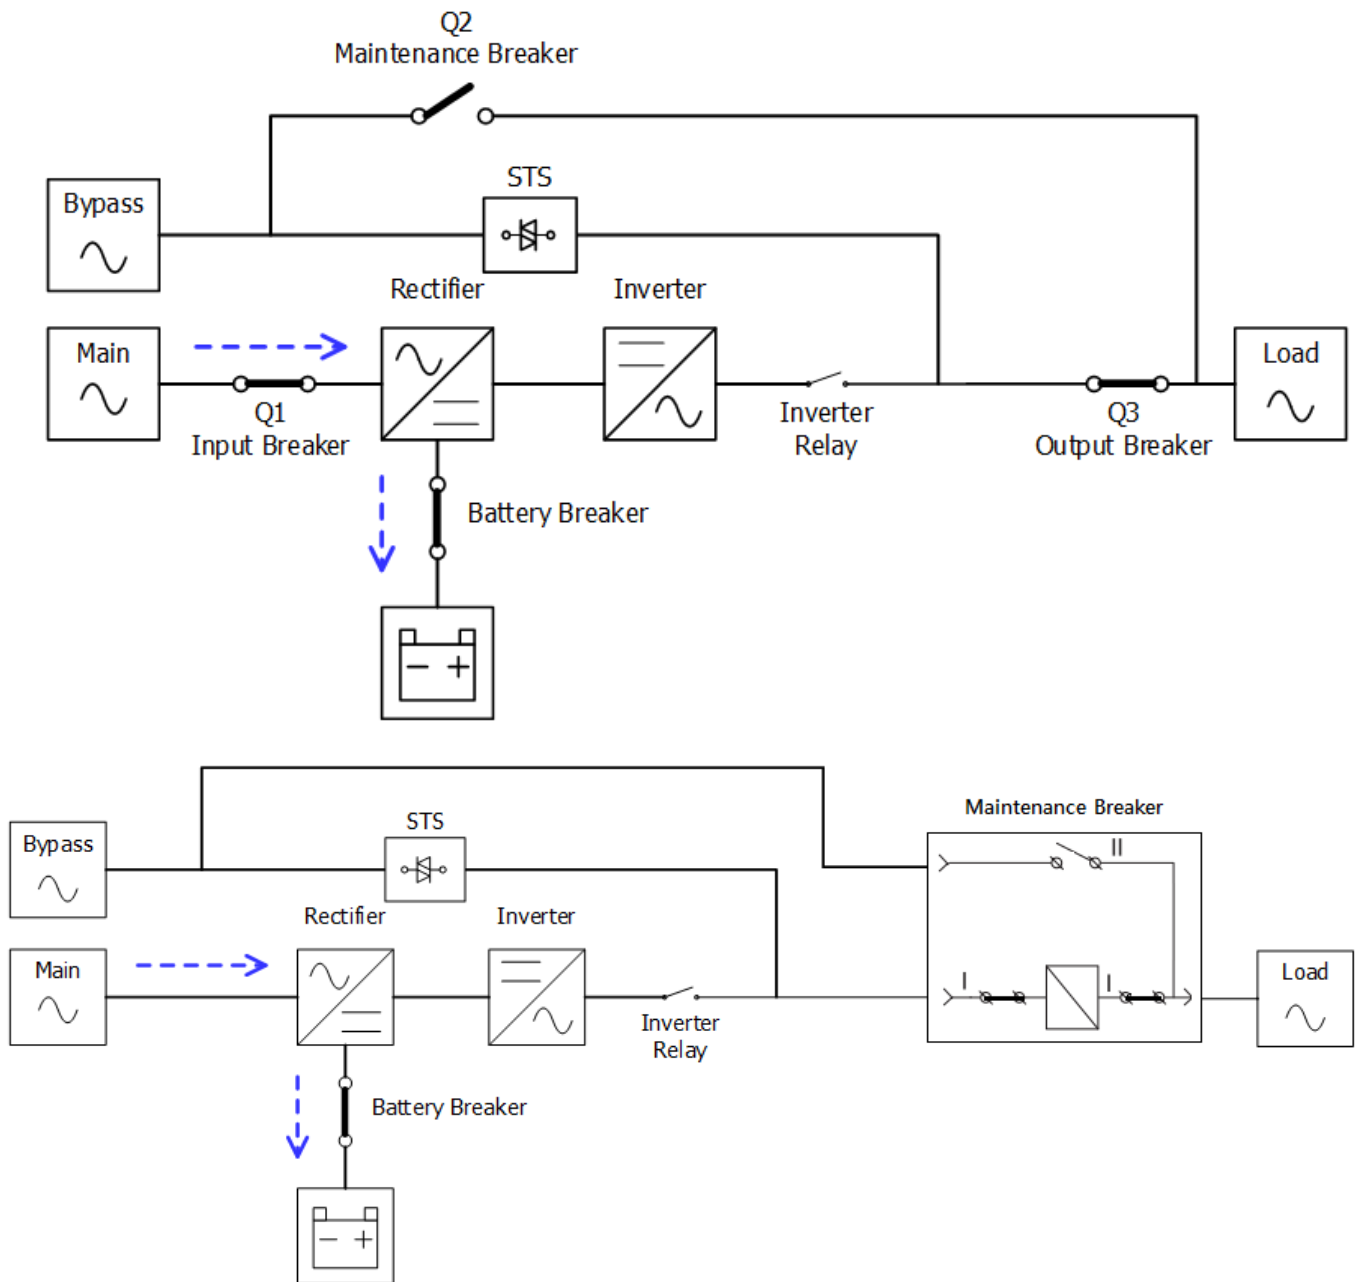 Q2
Maintenance Breaker
STS
Bypass
Rectifier
Inverter
Main
Load
Q1
Input Breaker
Inverter
Relay
Q3
Output Breaker
Battery Breaker
− +
Maintenance Breaker
STS
Bypass
II
Rectifier
Inverter
Main
I
I
Load
Inverter
Relay
Battery Breaker
− +